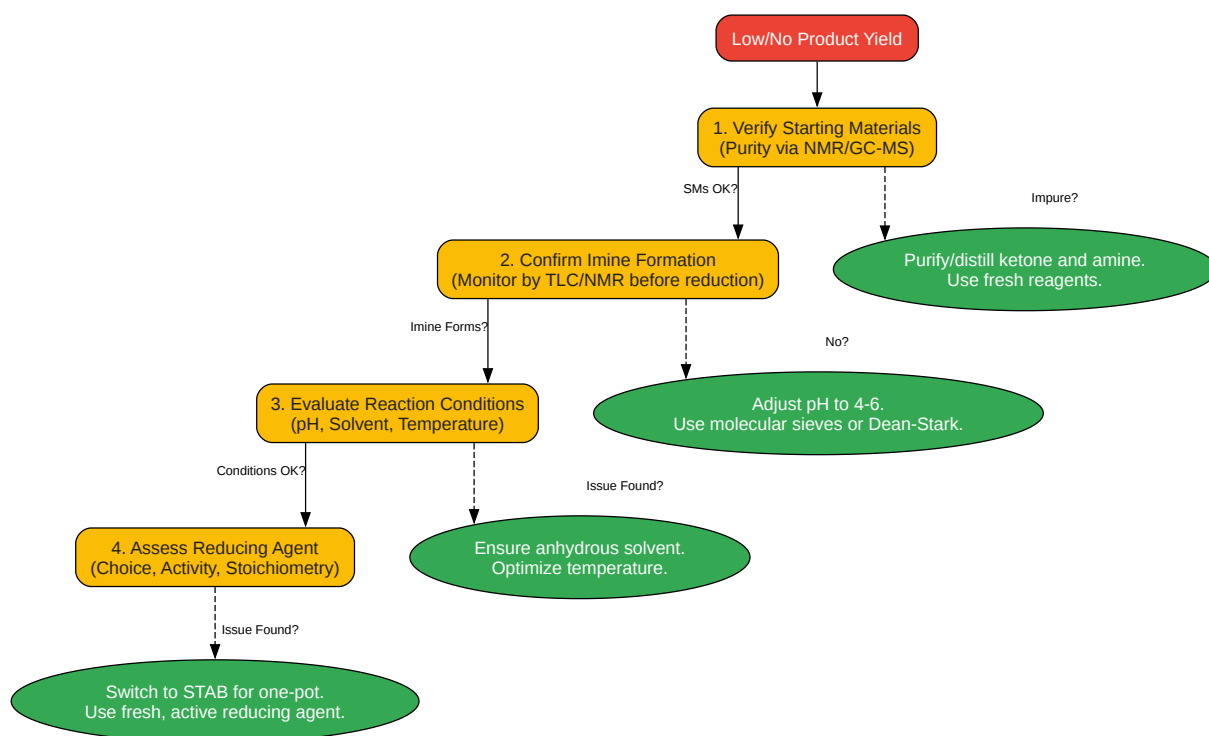 Low/No Product Yield
1. Verify Starting Materials
(Purity via NMR/GC-MS)
SMs OK?
Impure?
2. Confirm Imine Formation
(Monitor by TLC/NMR before reduction)
Purify/distill ketone and amine.
Use fresh reagents.
Imine Forms?
No?
3. Evaluate Reaction Conditions
(pH, Solvent, Temperature)
Adjust pH to 4-6.
Use molecular sieves or Dean-Stark.
Conditions OK?
Issue Found?
4. Assess Reducing Agent
(Choice, Activity, Stoichiometry)
Ensure anhydrous solvent.
Optimize temperature.
Issue Found?
Switch to STAB for one-pot.
Use fresh, active reducing agent.